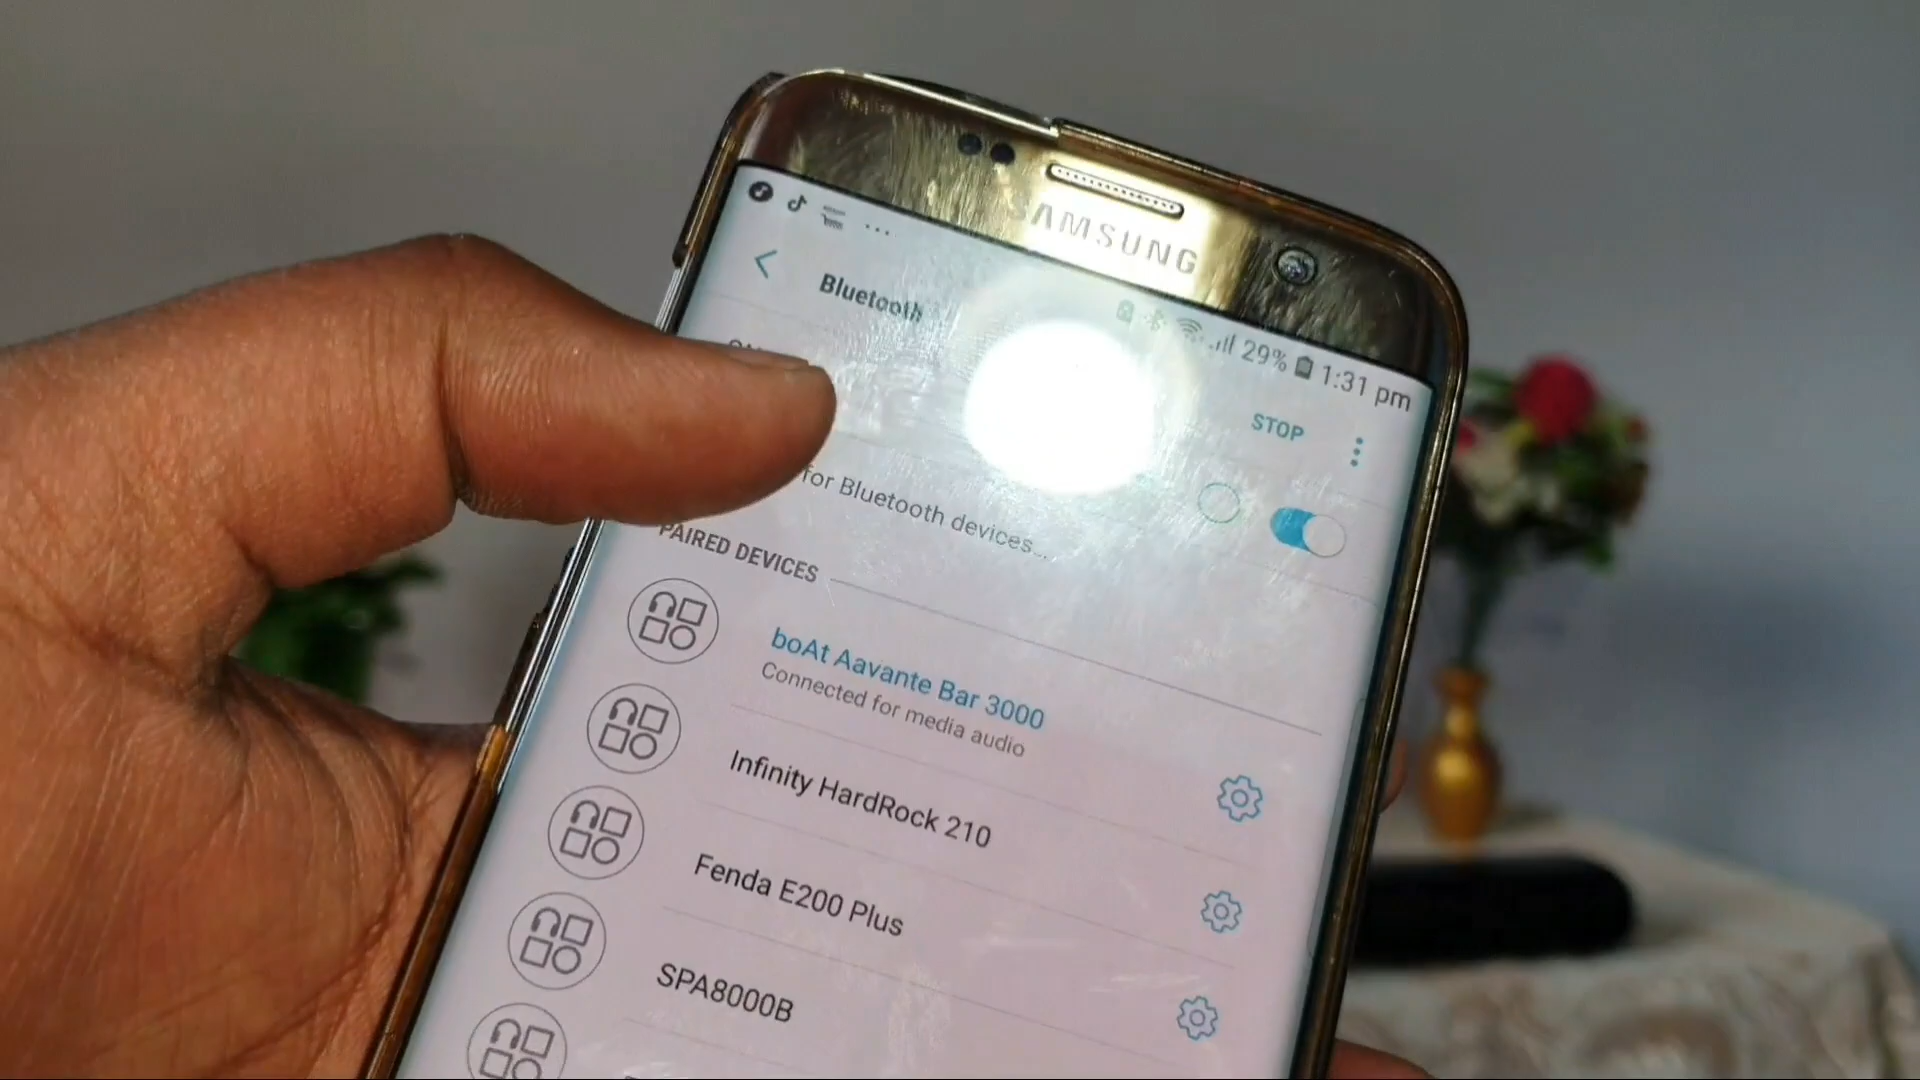 SAMSUNG
29% 1:31 pm
Bluetooth
STOP
for Bluetooth devices...
PAIRED DEVICES
boAt Aavante Bar 3000
Connected for media audio
Infinity HardRock 210
Fenda E200 Plus
SPA8000B